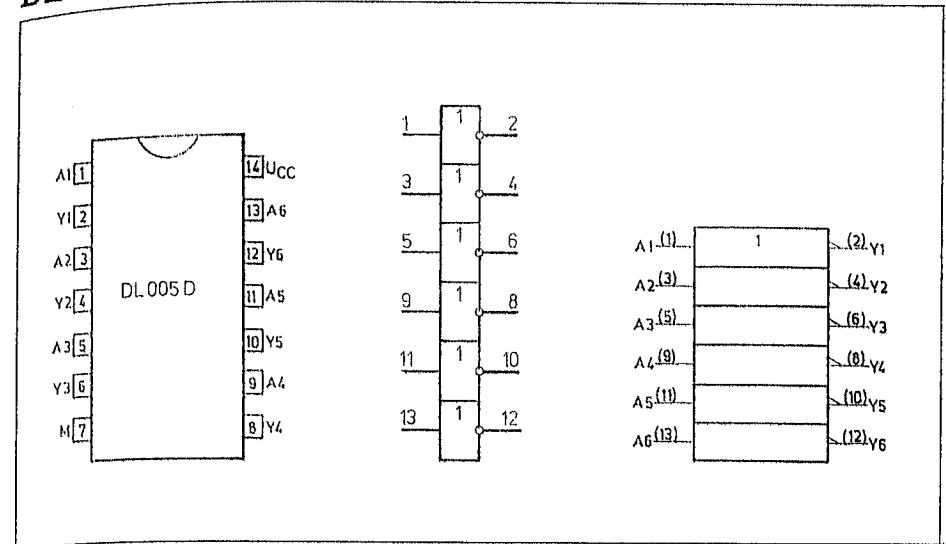 A1 1 14 UCC
Y1 2 13 A6
A2 3 12 Y6
Y2 4 11 A5
A3 5 10 Y5
Y3 6 9 A4
M 7 8 Y4
DL 005 D
1 1 2
3 1 4
5 1 6
9 1 8
11 1 10
13 1 12
A1 (1) 1 (2) Y1
A2 (3) (4) Y2
A3 (5) (6) Y3
A4 (9) (8) Y4
A5 (11) (10) Y5
A6 (13) (12) Y6